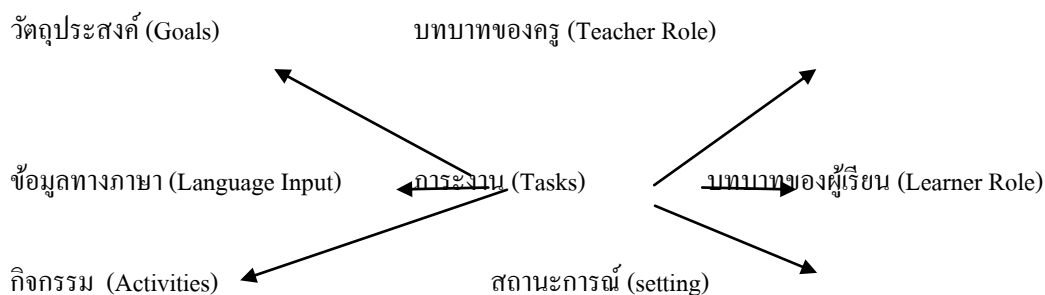 วัตถุประสงค์ (Goals) บทบาทของครู (Teacher Role)
ข้อมูลทางภาษา (Language Input) ภาระงาน (Tasks) บทบาทของผู้เรียน (Learner Role)
กิจกรรม (Activities) สถานะการณ์ (setting)